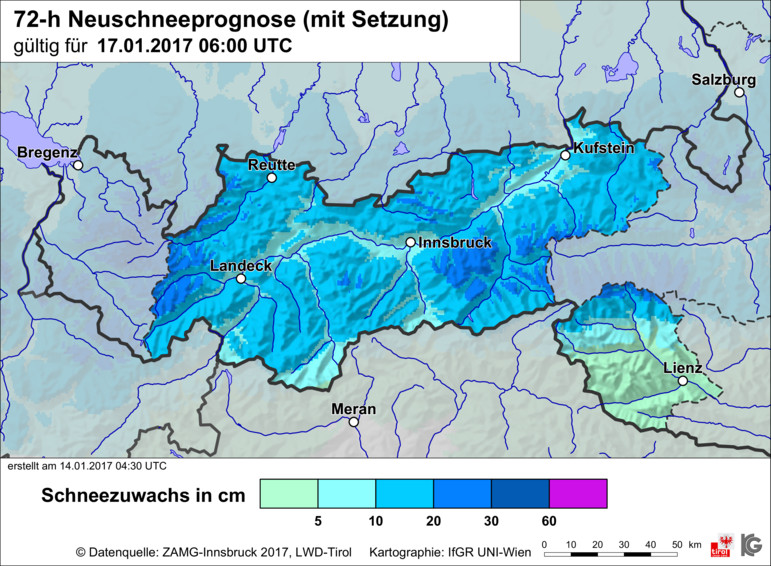 72-h Neuschneeprognose (mit Setzung)
gültig für 17.01.2017 06:00 UTC
Salzburg
Bregenz
Kufstein
Reutte
Innsbruck
Landeck
Lienz
Meran
erstellt am 14.01.2017 04:30 UTC
Schneezuwachs in cm
5 10 20 30 60
© Datenquelle: ZAMG-Innsbruck 2017, LWD-Tirol Kartographie: IfGR UNI-Wien
0 10 20 30 40 50 km
tirol